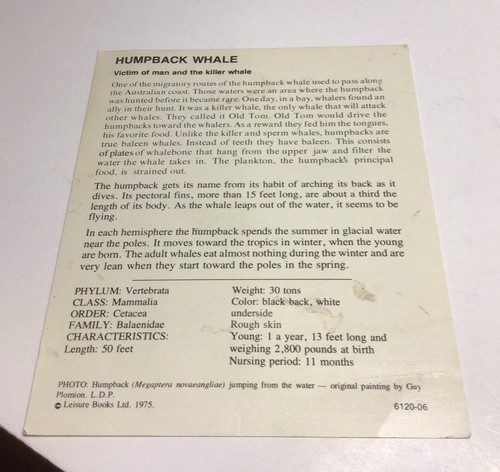 HUMPBACK WHALE
Victim of man and the killer whale
One of the migratory routes of the humpback whale used to pass along
the Australian coast. Those waters were an area where the humpback
was hunted before it became rare. One day, in a bay, whalers found an
ally in their hunt. It was a killer whale, the only whale that will attack
other whales. They called it Old Tom. Old Tom would drive the
humpbacks toward the whalers. As a reward they fed him the tongues,
his favorite food. Unlike the killer and sperm whales, humpbacks are
true baleen whales. Instead of teeth they have baleen. This consists
of plates of whalebone that hang from the upper jaw and filter the
water the whale takes in. The plankton, the humpback's principal
food, is strained out.
The humpback gets its name from its habit of arching its back as it
dives. Its pectoral fins, more than 15 feet long, are about a third the
length of its body. As the whale leaps out of the water, it seems to be
flying.
In each hemisphere the humpback spends the summer in glacial water
near the poles. It moves toward the tropics in winter, when the young
are born. The adult whales eat almost nothing during the winter and are
very lean when they start toward the poles in the spring.
PHYLUM: Vertebrata
CLASS: Mammalia
ORDER: Cetacea
FAMILY: Balaenidae
CHARACTERISTICS:
Length: 50 feet
Weight: 30 tons
Color: black back, white
underside
Rough skin
Young: 1 a year, 13 feet long and
weighing 2,800 pounds at birth
Nursing period: 11 months
PHOTO: Humpback (Megaptera novaeangliae) jumping from the water — original painting by Guy
Plomion. L.D.P.
© Leisure Books Ltd. 1975.
6120-06